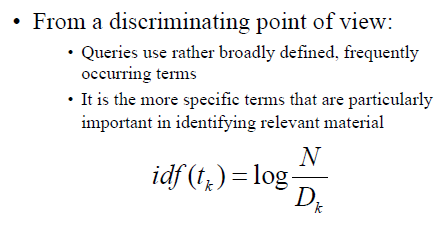 • From a discriminating point of view:
• Queries use rather broadly defined, frequently
occurring terms
• It is the more specific terms that are particularly
important in identifying relevant material
idf(t_k) = log N/D_k